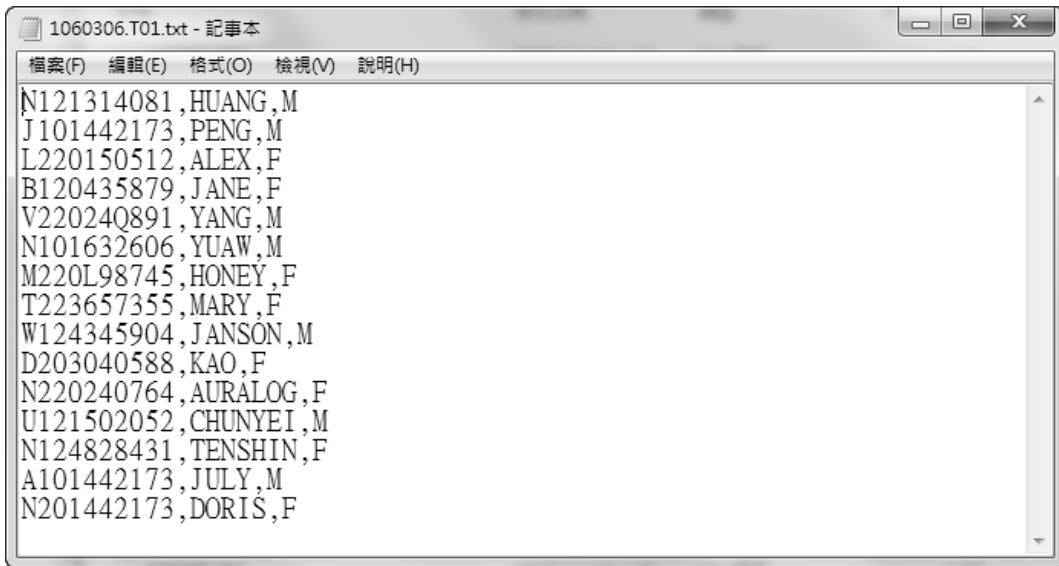 1060306.T01.txt - 記事本
檔案(F) 編輯(E) 格式(O) 檢視(V) 說明(H)
N121314081,HUANG,M
J101442173,PENG,M
L220150512,ALEX,F
B120435879,JANE,F
V22024Q891,YANG,M
N101632606,YUAW,M
M220L98745,HONEY,F
T223657355,MARY,F
W124345904,JANSON,M
D203040588,KAO,F
N220240764,AURALOG,F
U121502052,CHUNYEI,M
N124828431,TENSHIN,F
A101442173,JULY,M
N201442173,DORIS,F